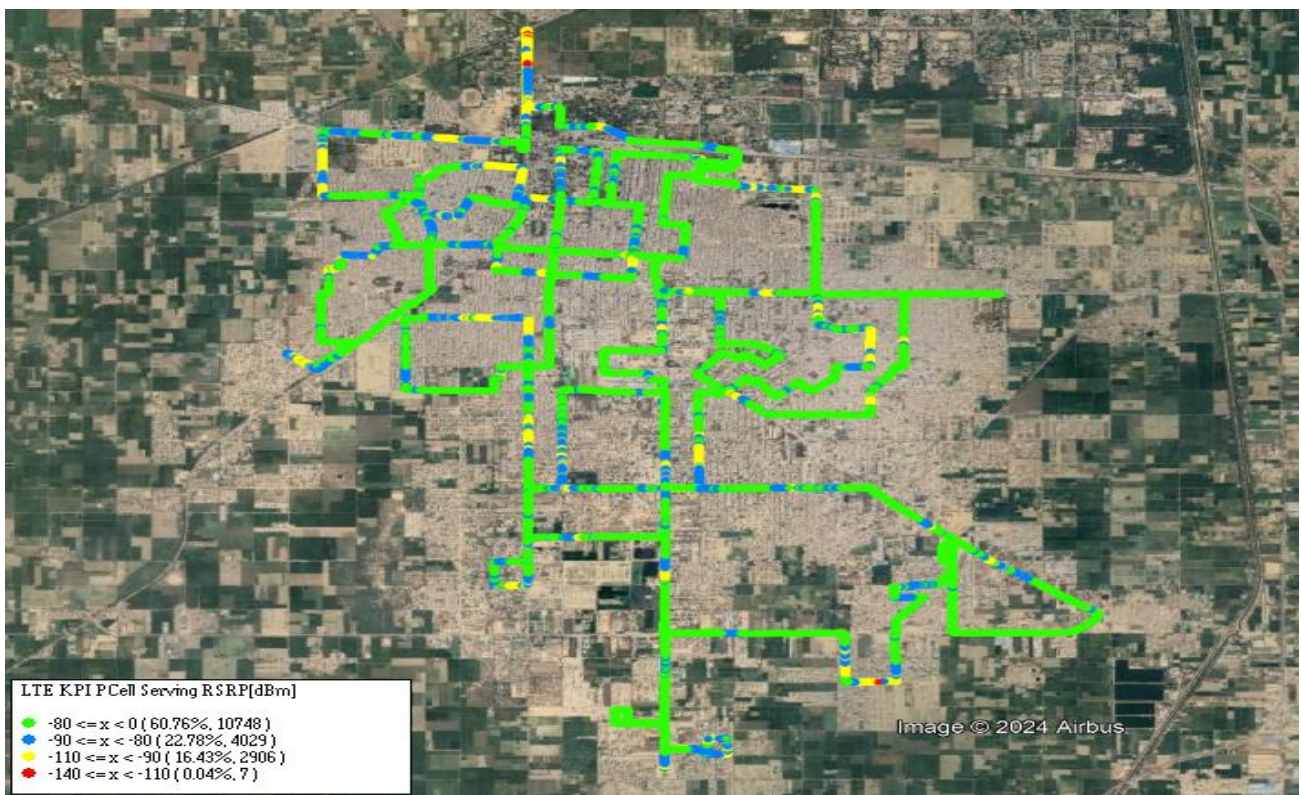 LTE KPI PCell Serving RSRP[dBm]
-80 <= x < 0 ( 60.76%, 10748 )
-90 <= x < -80 ( 22.78%, 4029 )
-110 <= x < -90 ( 16.43%, 2906 )
-140 <= x < -110 ( 0.04%, 7 )
Image © 2024 Airbus